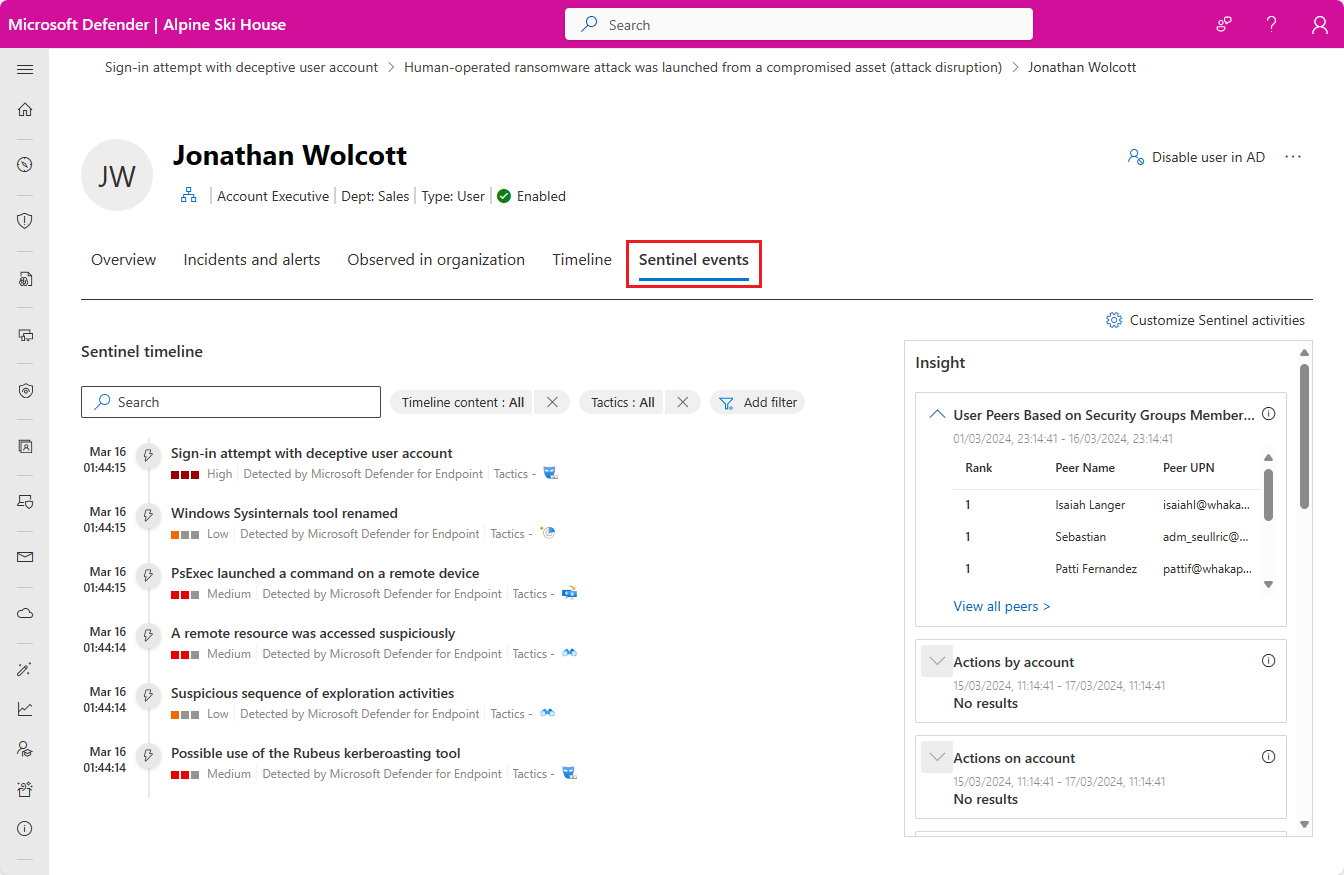 Microsoft Defender | Alpine Ski House
Search
Sign-in attempt with deceptive user account > Human-operated ransomware attack was launched from a compromised asset (attack disruption) > Jonathan Wolcott
JW
Jonathan Wolcott
Disable user in AD
Account Executive | Dept: Sales | Type: User | Enabled
Overview
Incidents and alerts
Observed in organization
Timeline
Sentinel events
Customize Sentinel activities
Sentinel timeline
Search
Timeline content : All
Tactics : All
Add filter
Mar 16
01:44:15
Sign-in attempt with deceptive user account
High | Detected by Microsoft Defender for Endpoint | Tactics -
Mar 16
01:44:15
Windows Sysinternals tool renamed
Low | Detected by Microsoft Defender for Endpoint | Tactics -
Mar 16
01:44:15
PsExec launched a command on a remote device
Medium | Detected by Microsoft Defender for Endpoint | Tactics -
Mar 16
01:44:14
A remote resource was accessed suspiciously
Medium | Detected by Microsoft Defender for Endpoint | Tactics -
Mar 16
01:44:14
Suspicious sequence of exploration activities
Low | Detected by Microsoft Defender for Endpoint | Tactics -
Mar 16
01:44:14
Possible use of the Rubeus kerberoasting tool
Medium | Detected by Microsoft Defender for Endpoint | Tactics -
Insight
User Peers Based on Security Groups Member...
01/03/2024, 23:14:41 - 16/03/2024, 23:14:41
Rank Peer Name Peer UPN
1 Isaiah Langer isaiahl@whaka...
1 Sebastian adm_seullric@...
1 Patti Fernandez pattif@whakap...
View all peers >
Actions by account
15/03/2024, 11:14:41 - 17/03/2024, 11:14:41
No results
Actions on account
15/03/2024, 11:14:41 - 17/03/2024, 11:14:41
No results